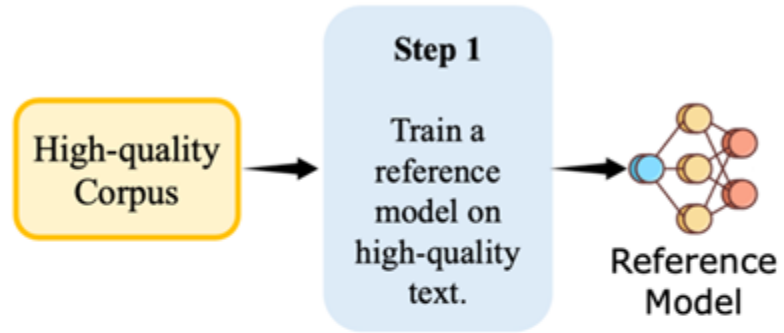 High-quality
Corpus
Step 1
Train a
reference
model on
high-quality
text.
Reference
Model